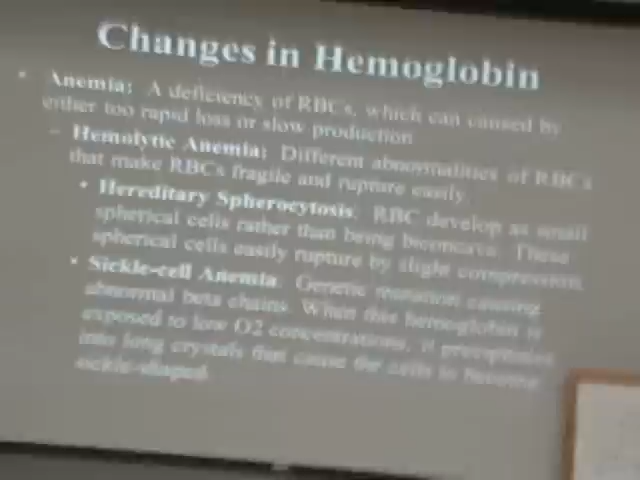 Changes in Hemoglobin
• Anemia: A deficiency of RBCs, which can caused by
either too rapid loss or slow production
– Hemolytic Anemia: Different abnormalities of RBCs
that make RBCs fragile and rupture easily
• Hereditary Spherocytosis: RBC develop as small
spherical cells rather than being biconcave. These
spherical cells easily rupture by slight compression
• Sickle-cell Anemia: Genetic mutation causing
abnormal beta chains. When this hemoglobin is
exposed to low O2 concentrations, it precipitates
into long crystals that cause the cells to become
sickle-shaped.